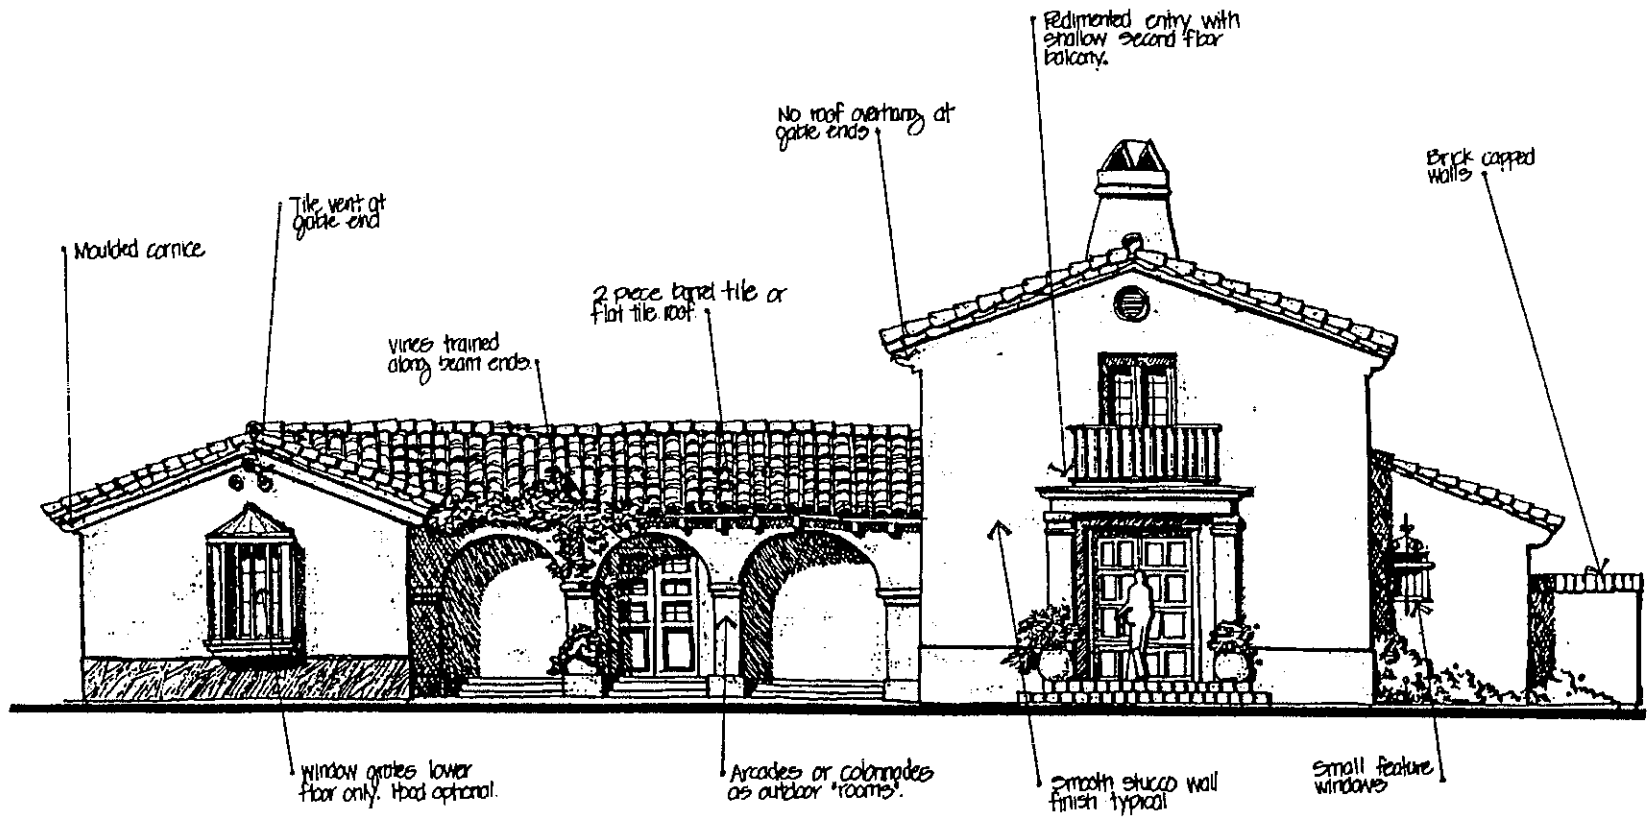 Pedimented entry with
shallow second floor
balcony.
No roof overhang at
gable ends
Brick capped
walls
Tile vent at
gable end
Moulded cornice
2 piece barrel tile or
flat tile roof
vines trained
along beam ends.
window grates lower
floor only. Hood optional.
Arcades or colonnades
as outdoor "rooms".
Smooth stucco wall
finish typical
Small feature
windows